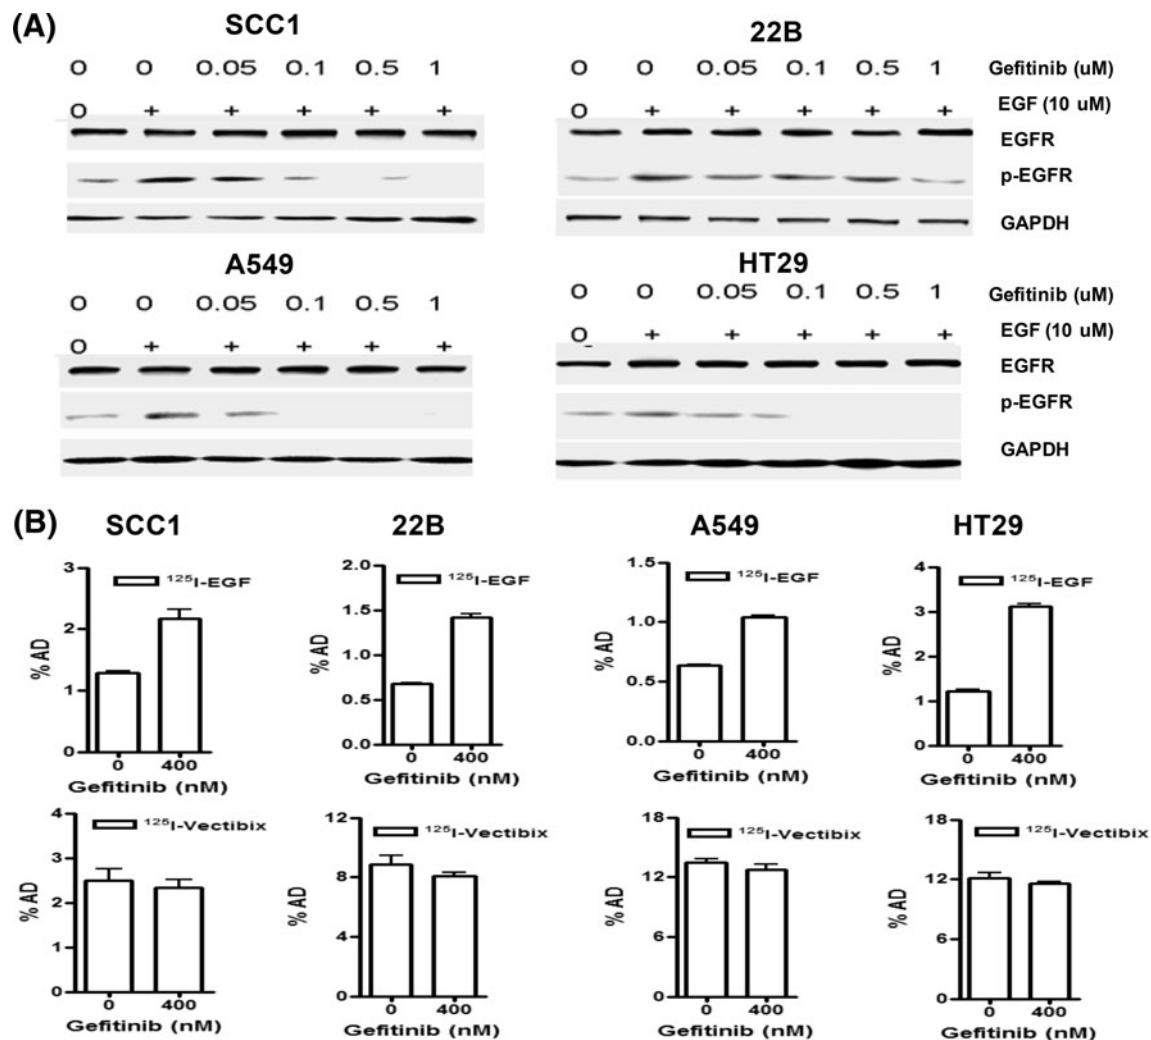 (A)
SCC1
22B
0 0 0.05 0.1 0.5 1
0 0 0.05 0.1 0.5 1 Gefitinib (uM)
0 + + + + +
0 + + + + + EGF (10 uM)
EGFR
p-EGFR
GAPDH
A549
HT29
0 0 0.05 0.1 0.5 1
0 0 0.05 0.1 0.5 1 Gefitinib (uM)
0 + + + + +
0 + + + + + EGF (10 uM)
EGFR
p-EGFR
GAPDH
(B)
SCC1
22B
A549
HT29
3
2
1
0
% AD
¹²⁵I-EGF
0 400
Gefitinib (nM)
2.0
1.5
1.0
0.5
0.0
% AD
¹²⁵I-EGF
0 400
Gefitinib (nM)
1.5
1.0
0.5
0.0
% AD
¹²⁵I-EGF
0 400
Gefitinib (nM)
4
3
2
1
0
% AD
¹²⁵I-EGF
0 400
Gefitinib (nM)
4
3
2
1
0
% AD
¹²⁵I-Vectibix
0 400
Gefitinib (nM)
12
8
4
0
% AD
¹²⁵I-Vectibix
0 400
Gefitinib (nM)
18
12
6
0
% AD
¹²⁵I-Vectibix
0 400
Gefitinib (nM)
18
12
6
0
% AD
¹²⁵I-Vectibix
0 400
Gefitinib (nM)